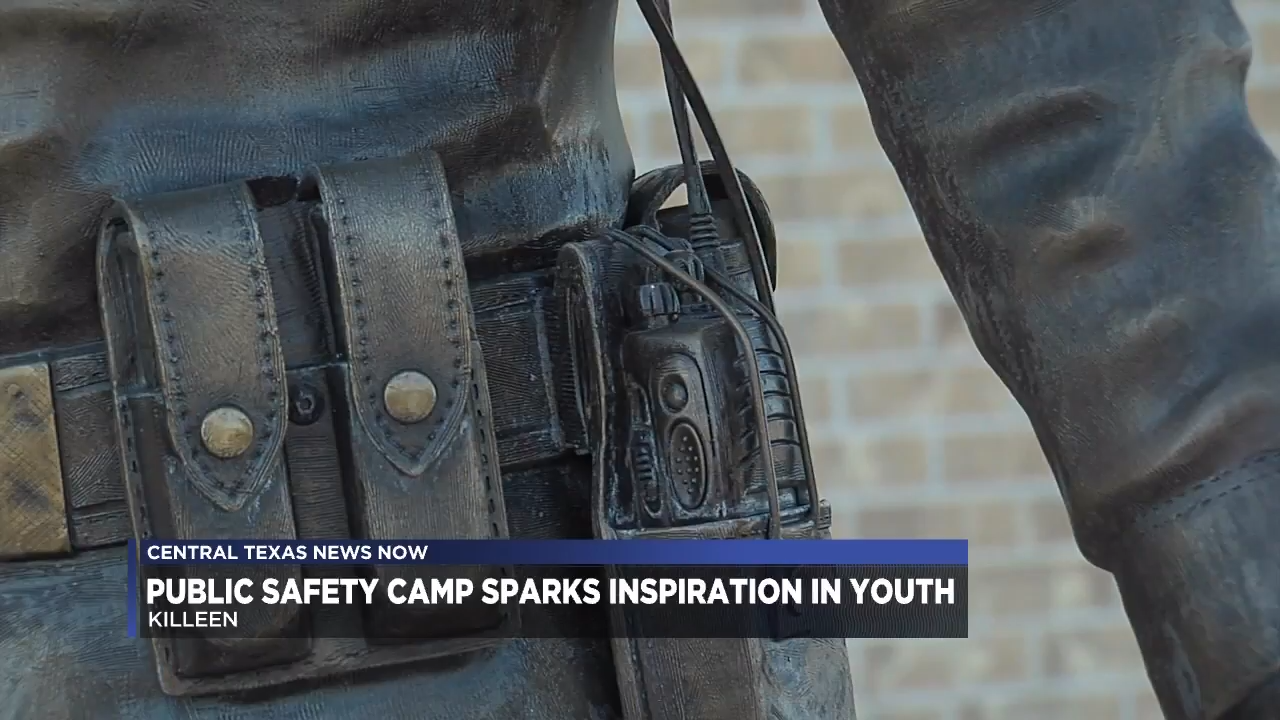 CENTRAL TEXAS NEWS NOW
PUBLIC SAFETY CAMP SPARKS INSPIRATION IN YOUTH
KILLEEN